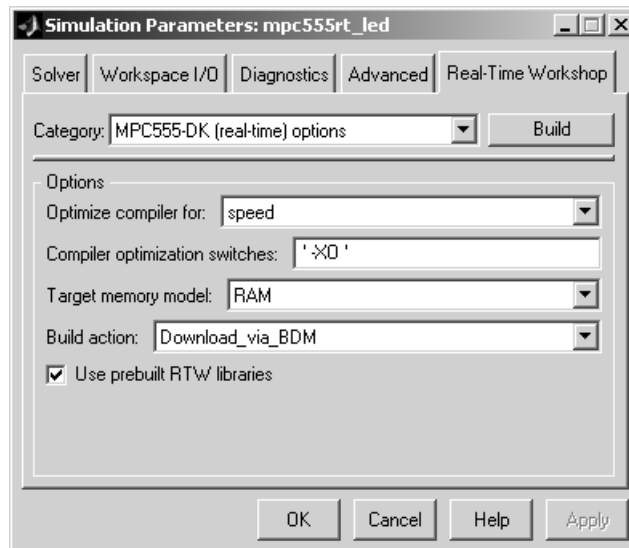 Simulation Parameters: mpc555rt_led
Solver Workspace I/O Diagnostics Advanced Real-Time Workshop
Category: MPC555-DK (real-time) options Build
Options
Optimize compiler for: speed
Compiler optimization switches: ' -XO '
Target memory model: RAM
Build action: Download_via_BDM
Use prebuilt RTW libraries
OK Cancel Help Apply